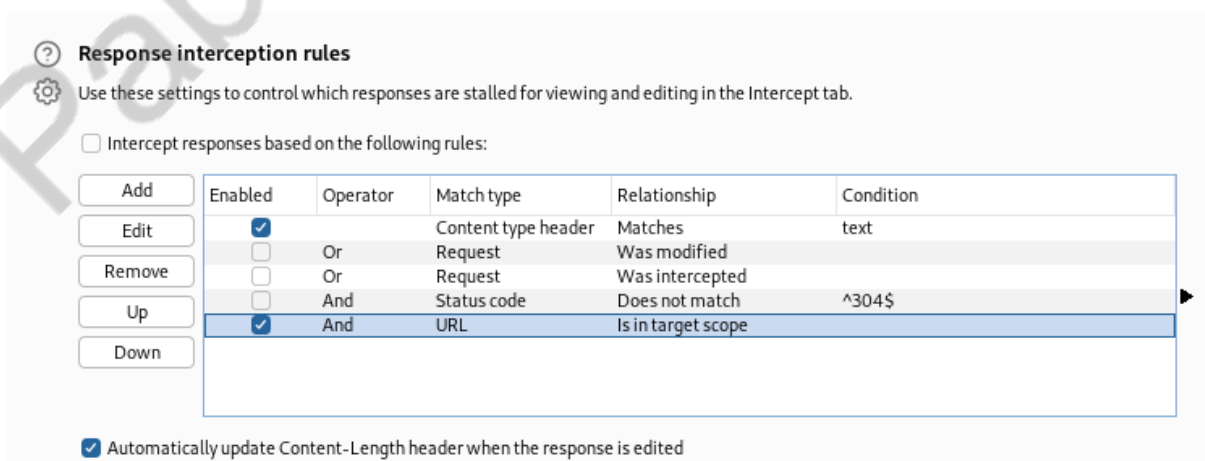 Pab
Response interception rules
Use these settings to control which responses are stalled for viewing and editing in the Intercept tab.
Intercept responses based on the following rules:
Add
Edit
Remove
Up
Down
Enabled Operator Match type Relationship Condition
Content type header Matches text
Or Request Was modified
Or Request Was intercepted
And Status code Does not match ^304$
And URL Is in target scope
Automatically update Content-Length header when the response is edited